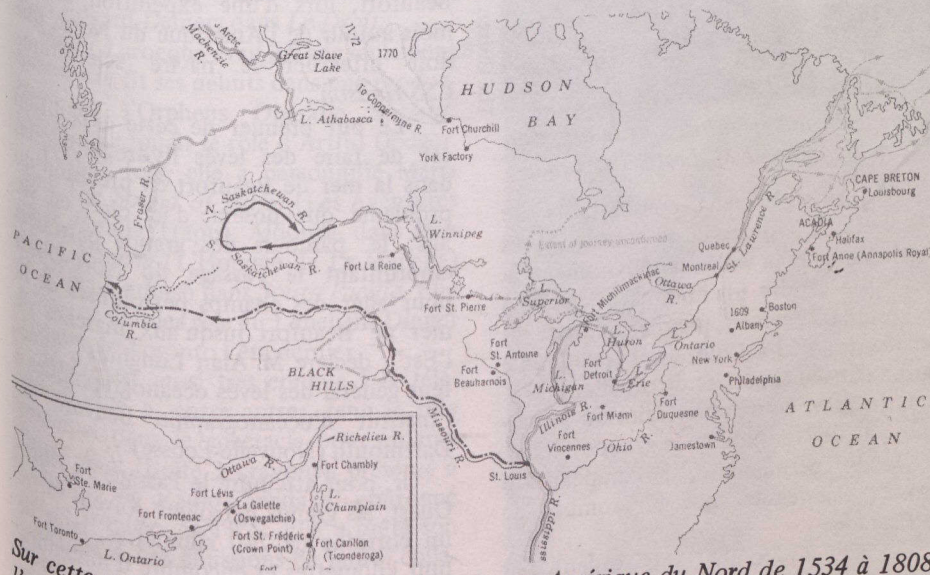 Arctic
Mackenzie
R.
Great Slave
Lake
71-72
1770
To Coppermine R.
L. Athabasca
HUDSON
BAY
Fort Churchill
York Factory
Fraser R.
N. Saskatchewan R.
S. Saskatchewan R.
L.
Winnipeg
Fort La Reine
Fort St. Pierre
Extent of journey unconfirmed
PACIFIC
OCEAN
Columbia
R.
BLACK
HILLS
Missouri R.
L.
Superior
Fort Michilimackinac
Ottawa
R.
Quebec
Montreal
St. Lawrence R.
CAPE BRETON
Louisbourg
ACADIA
Halifax
Fort Anne (Annapolis Royal)
L.
Huron
L.
Ontario
L.
Erie
L.
Michigan
Fort
Detroit
Fort
St. Antoine
Fort
Beauharnois
1609
Albany
Boston
New York
Philadelphia
Fort
Duquesne
Fort Miami
Illinois R.
Fort
Vincennes
Ohio R.
Jamestown
St. Louis
ssissippi R.
ATLANTIC
OCEAN
Richelieu R.
Ottawa R.
Fort Chambly
Fort
Ste. Marie
Fort Lévis
La Galette
(Oswegatchie)
L.
Champlain
Fort Frontenac
Fort St. Frédéric
(Crown Point)
Fort Carillon
(Ticonderoga)
Fort Toronto
L. Ontario
Fort
Sur cette
érique du Nord de 1534 à 1808